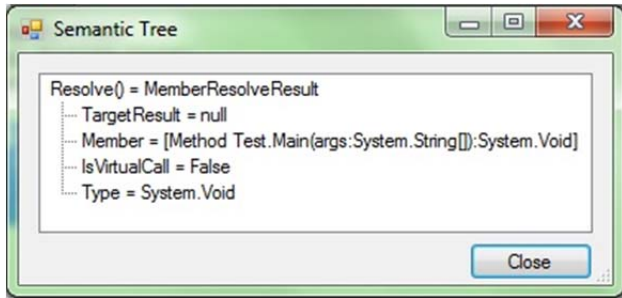 Semantic Tree
Resolve() = MemberResolveResult
TargetResult = null
Member = [Method Test.Main(args:System.String[]):System.Void]
IsVirtualCall = False
Type = System.Void
Close